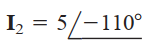 I₂ = 5/−110°